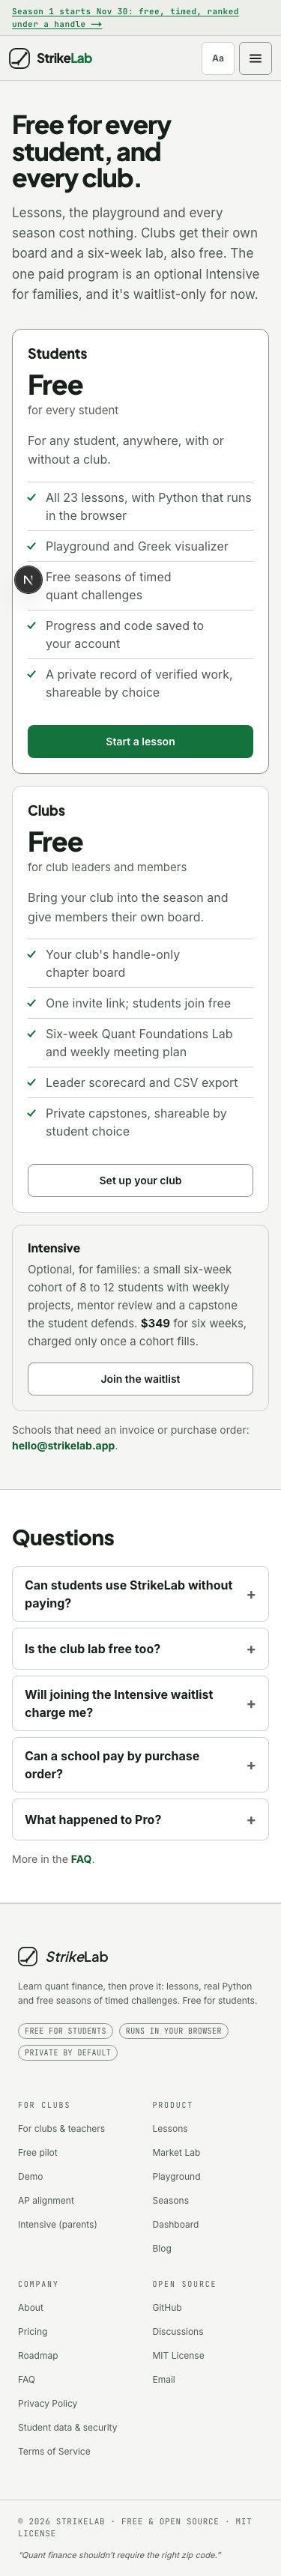 Season 1 starts Nov 30: free, timed, ranked
under a handle →
StrikeLab
Aa
Free for every
student, and
every club.
Lessons, the playground and every
season cost nothing. Clubs get their own
board and a six-week lab, also free. The
one paid program is an optional Intensive
for families, and it's waitlist-only for now.
Students
Free
for every student
For any student, anywhere, with or
without a club.
All 23 lessons, with Python that runs
in the browser
Playground and Greek visualizer
N
Free seasons of timed
quant challenges
Progress and code saved to
your account
A private record of verified work,
shareable by choice
Start a lesson
Clubs
Free
for club leaders and members
Bring your club into the season and
give members their own board.
Your club's handle-only
chapter board
One invite link; students join free
Six-week Quant Foundations Lab
and weekly meeting plan
Leader scorecard and CSV export
Private capstones, shareable by
student choice
Set up your club
Intensive
Optional, for families: a small six-week
cohort of 8 to 12 students with weekly
projects, mentor review and a capstone
the student defends. $349 for six weeks,
charged only once a cohort fills.
Join the waitlist
Schools that need an invoice or purchase order:
hello@strikelab.app.
Questions
Can students use StrikeLab without
paying?
+
Is the club lab free too?
+
Will joining the Intensive waitlist
charge me?
+
Can a school pay by purchase
order?
+
What happened to Pro?
+
More in the FAQ.
StrikeLab
Learn quant finance, then prove it: lessons, real Python
and free seasons of timed challenges. Free for students.
FREE FOR STUDENTS
RUNS IN YOUR BROWSER
PRIVATE BY DEFAULT
FOR CLUBS
For clubs & teachers
Free pilot
Demo
AP alignment
Intensive (parents)
PRODUCT
Lessons
Market Lab
Playground
Seasons
Dashboard
Blog
COMPANY
About
Pricing
Roadmap
FAQ
Privacy Policy
Student data & security
Terms of Service
OPEN SOURCE
GitHub
Discussions
MIT License
Email
© 2026 STRIKELAB · FREE & OPEN SOURCE · MIT
LICENSE
"Quant finance shouldn't require the right zip code."